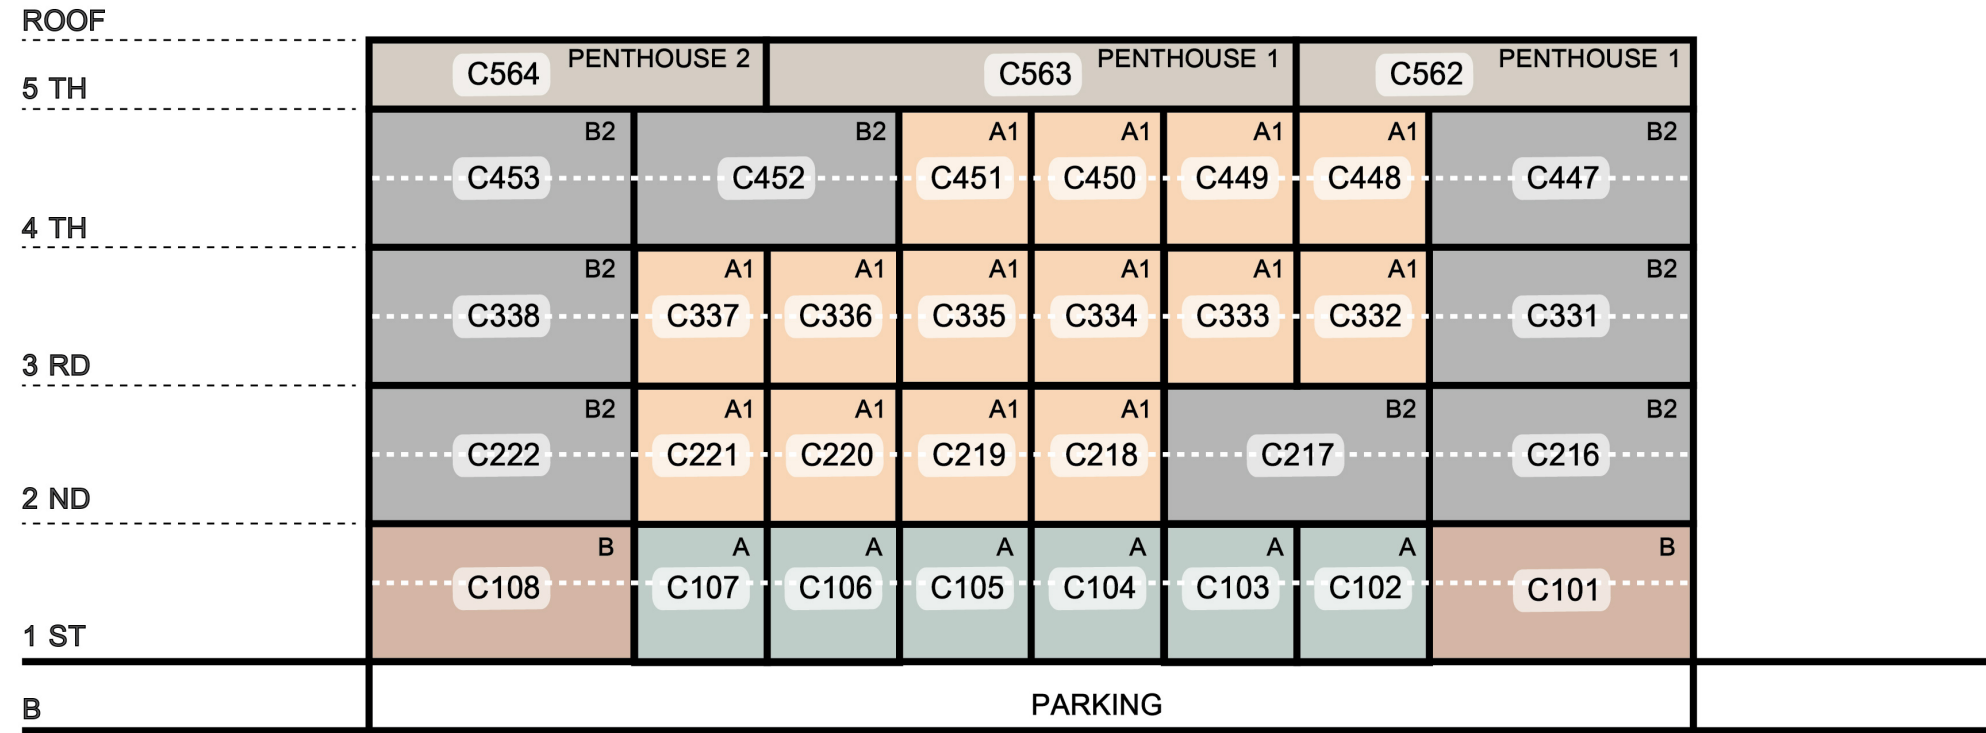 ROOF
PENTHOUSE 2 PENTHOUSE 1 PENTHOUSE 1
5 TH C564 C563 C562
B2 B2 A1 A1 A1 A1 B2
C453 C452 C451 C450 C449 C448 C447
4 TH
B2 A1 A1 A1 A1 A1 A1 B2
C338 C337 C336 C335 C334 C333 C332 C331
3 RD
B2 A1 A1 A1 A1 B2 B2
C222 C221 C220 C219 C218 C217 C216
2 ND
B A A A A A A B
C108 C107 C106 C105 C104 C103 C102 C101
1 ST
B PARKING